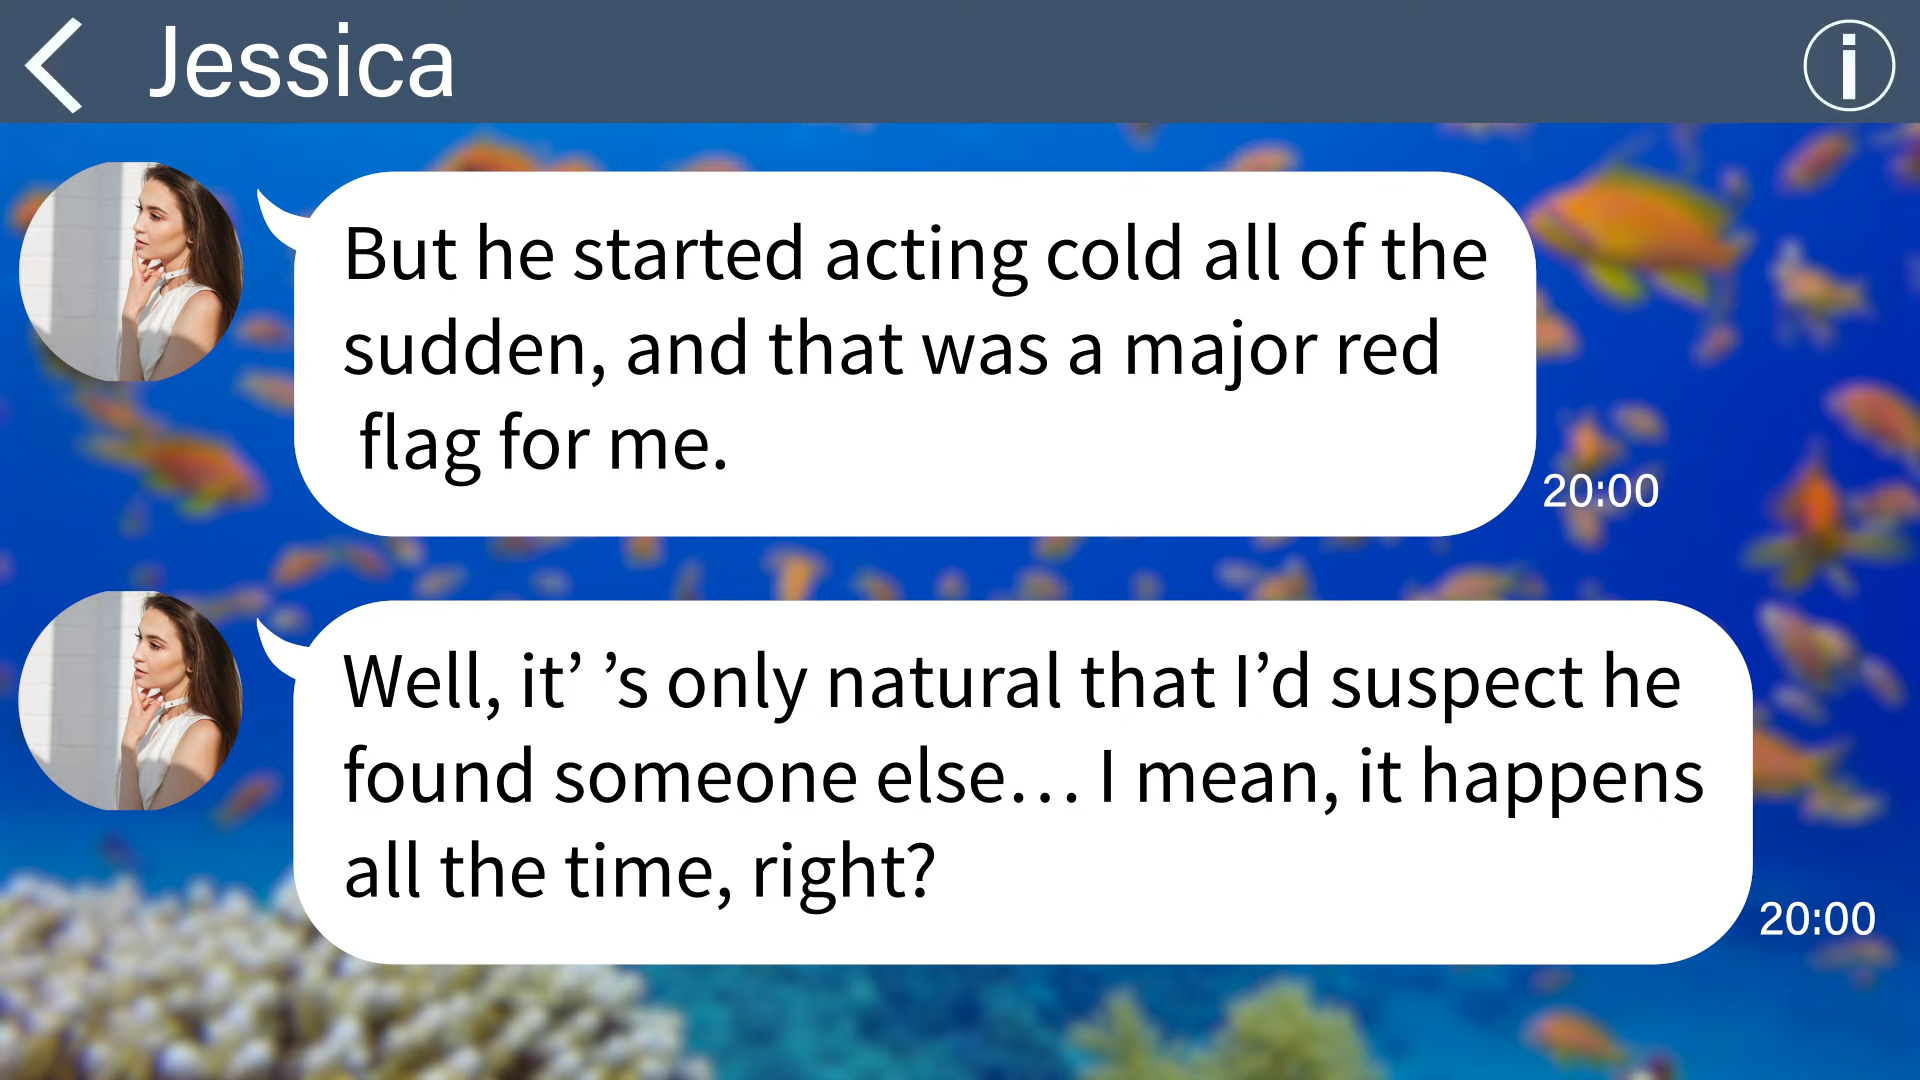 Jessica
But he started acting cold all of the
sudden, and that was a major red
flag for me.
20:00
Well, it’ ’s only natural that I’d suspect he
found someone else… I mean, it happens
all the time, right?
20:00